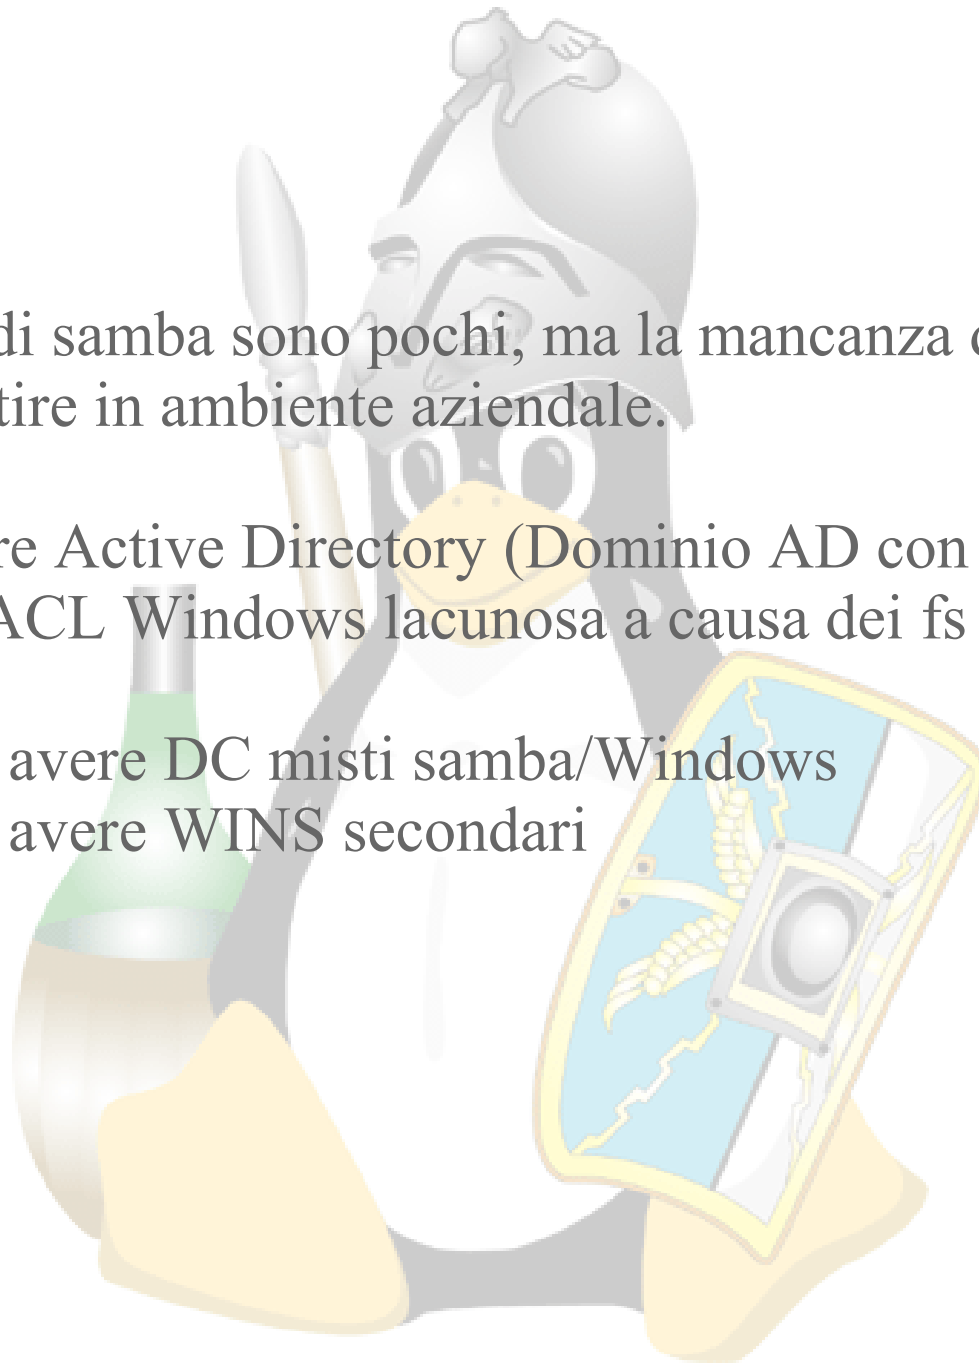 di samba sono pochi, ma la mancanza
tire in ambiente aziendale.
re Active Directory (Dominio AD con
ACL Windows lacunosa a causa dei fs
avere DC misti samba/Windows
avere WINS secondari